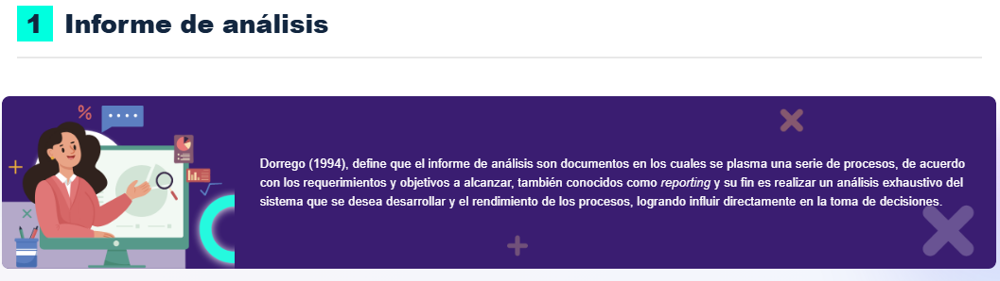 1 Informe de análisis
Dorrego (1994), define que el informe de análisis son documentos en los cuales se plasma una serie de procesos, de acuerdo
con los requerimientos y objetivos a alcanzar, también conocidos como reporting y su fin es realizar un análisis exhaustivo del
sistema que se desea desarrollar y el rendimiento de los procesos, logrando influir directamente en la toma de decisiones.